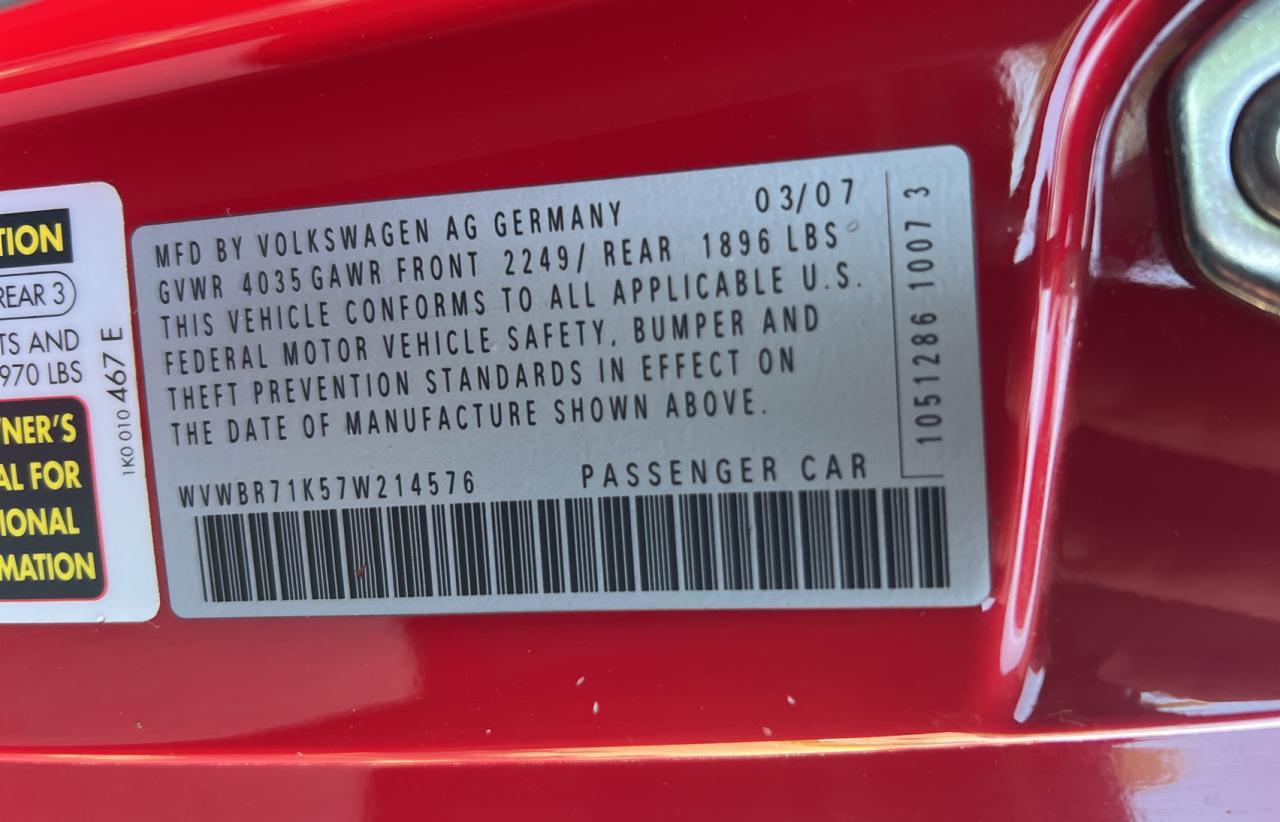 TION
REAR 3
TS AND
970 LBS
NER'S
AL FOR
IONAL
MATION
1K0 010 467 E
03/07
MFD BY VOLKSWAGEN AG GERMANY
GVWR 4035 GAWR FRONT 2249/ REAR 1896 LBS
THIS VEHICLE CONFORMS TO ALL APPLICABLE U.S.
FEDERAL MOTOR VEHICLE SAFETY, BUMPER AND
THEFT PREVENTION STANDARDS IN EFFECT ON
THE DATE OF MANUFACTURE SHOWN ABOVE.
WVWBR71K57W214576 PASSENGER CAR
1051286 1007 3